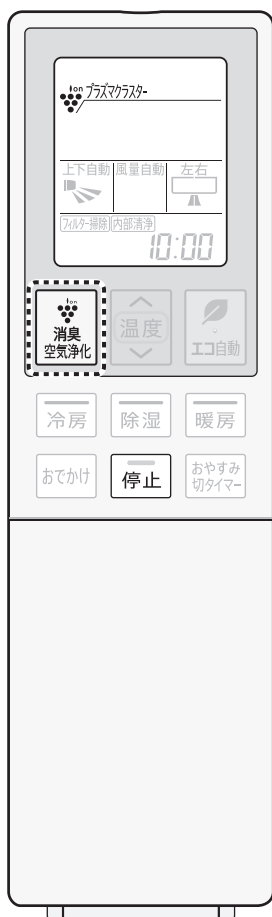 ion プラズマクラスター
上下自動 風量自動 左右
フィルター掃除 内部清浄
10:00
ion
消臭
空気浄化
温度
エコ自動
冷房 除湿 暖房
おでかけ 停止 おやすみ
切タイマー